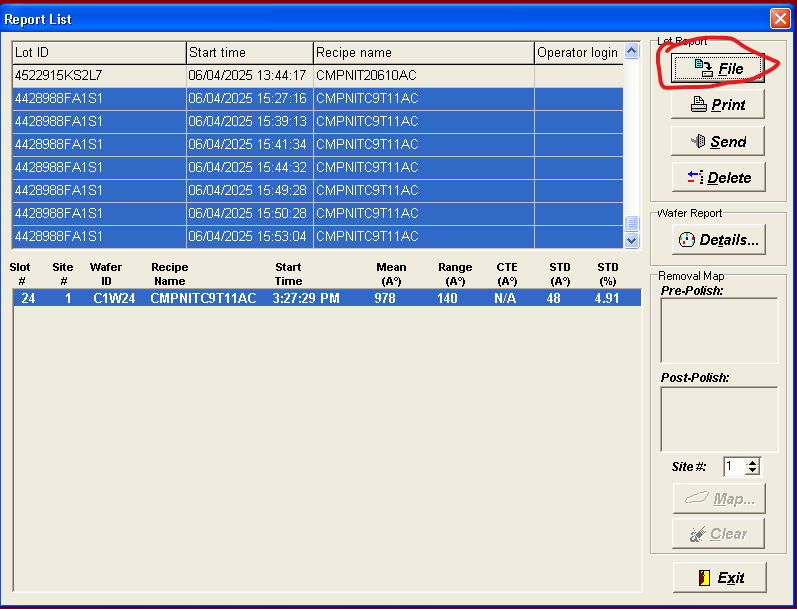 Report List
Lot ID Start time Recipe name Operator login
4522915KS2L7 06/04/2025 13:44:17 CMPNIT20610AC
4428988FA1S1 06/04/2025 15:27:16 CMPNITC9T11AC
4428988FA1S1 06/04/2025 15:39:13 CMPNITC9T11AC
4428988FA1S1 06/04/2025 15:41:34 CMPNITC9T11AC
4428988FA1S1 06/04/2025 15:44:32 CMPNITC9T11AC
4428988FA1S1 06/04/2025 15:49:28 CMPNITC9T11AC
4428988FA1S1 06/04/2025 15:50:28 CMPNITC9T11AC
4428988FA1S1 06/04/2025 15:53:04 CMPNITC9T11AC
Slot Site Wafer Recipe Start Mean Range CTE STD STD
# # ID Name Time (A°) (A°) (A°) (A°) (%)
24 1 C1W24 CMPNITC9T11AC 3:27:29 PM 978 140 N/A 48 4.91
Lot Report
File
Print
Send
Delete
Wafer Report
Details...
Removal Map
Pre-Polish:
Post-Polish:
Site #: 1
Map...
Clear
Exit